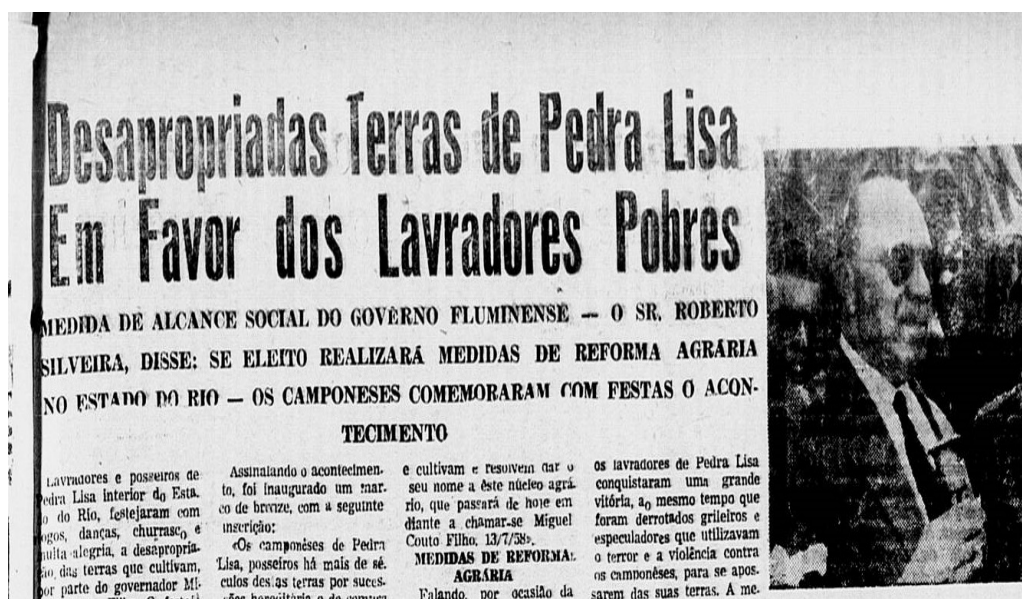 Desapropriadas Terras de Pedra Lisa
Em Favor dos Lavradores Pobres
MEDIDA DE ALCANCE SOCIAL DO GOVÊRNO FLUMINENSE — O SR. ROBERTO
SILVEIRA, DISSE: SE ELEITO REALIZARÁ MEDIDAS DE REFORMA AGRÁRIA
NO ESTADO DO RIO — OS CAMPONESES COMEMORARAM COM FESTAS O ACON-
TECIMENTO
Lavradores e posseiros de
Pedra Lisa interior do Esta-
o do Rio, festejaram com
ogos, danças, churrasco e
muita alegria, a desapropria-
ão das terras que cultivam,
por parte do governador Mi-
Assinalando o acontecimen-
to, foi inaugurado um mar-
co de bronze, com a seguinte
inscrição:
«Os camponêses de Pedra
Lisa, posseiros há mais de sé-
culos destas terras por suces-
e cultivam e resolvem dar o
seu nome a êste núcleo agrá-
rio, que passará de hoje em
diante a chamar-se Miguel
Couto Filho, 13/7/58».
MEDIDAS DE REFORMA
AGRÁRIA
Falando, por ocasião da
os lavradores de Pedra Lisa
conquistaram uma grande
vitória, ao mesmo tempo que
foram derrotados grileiros e
especuladores que utilizavam
o terror e a violência contra
os camponêses, para se apos-
sarem das suas terras. A me-